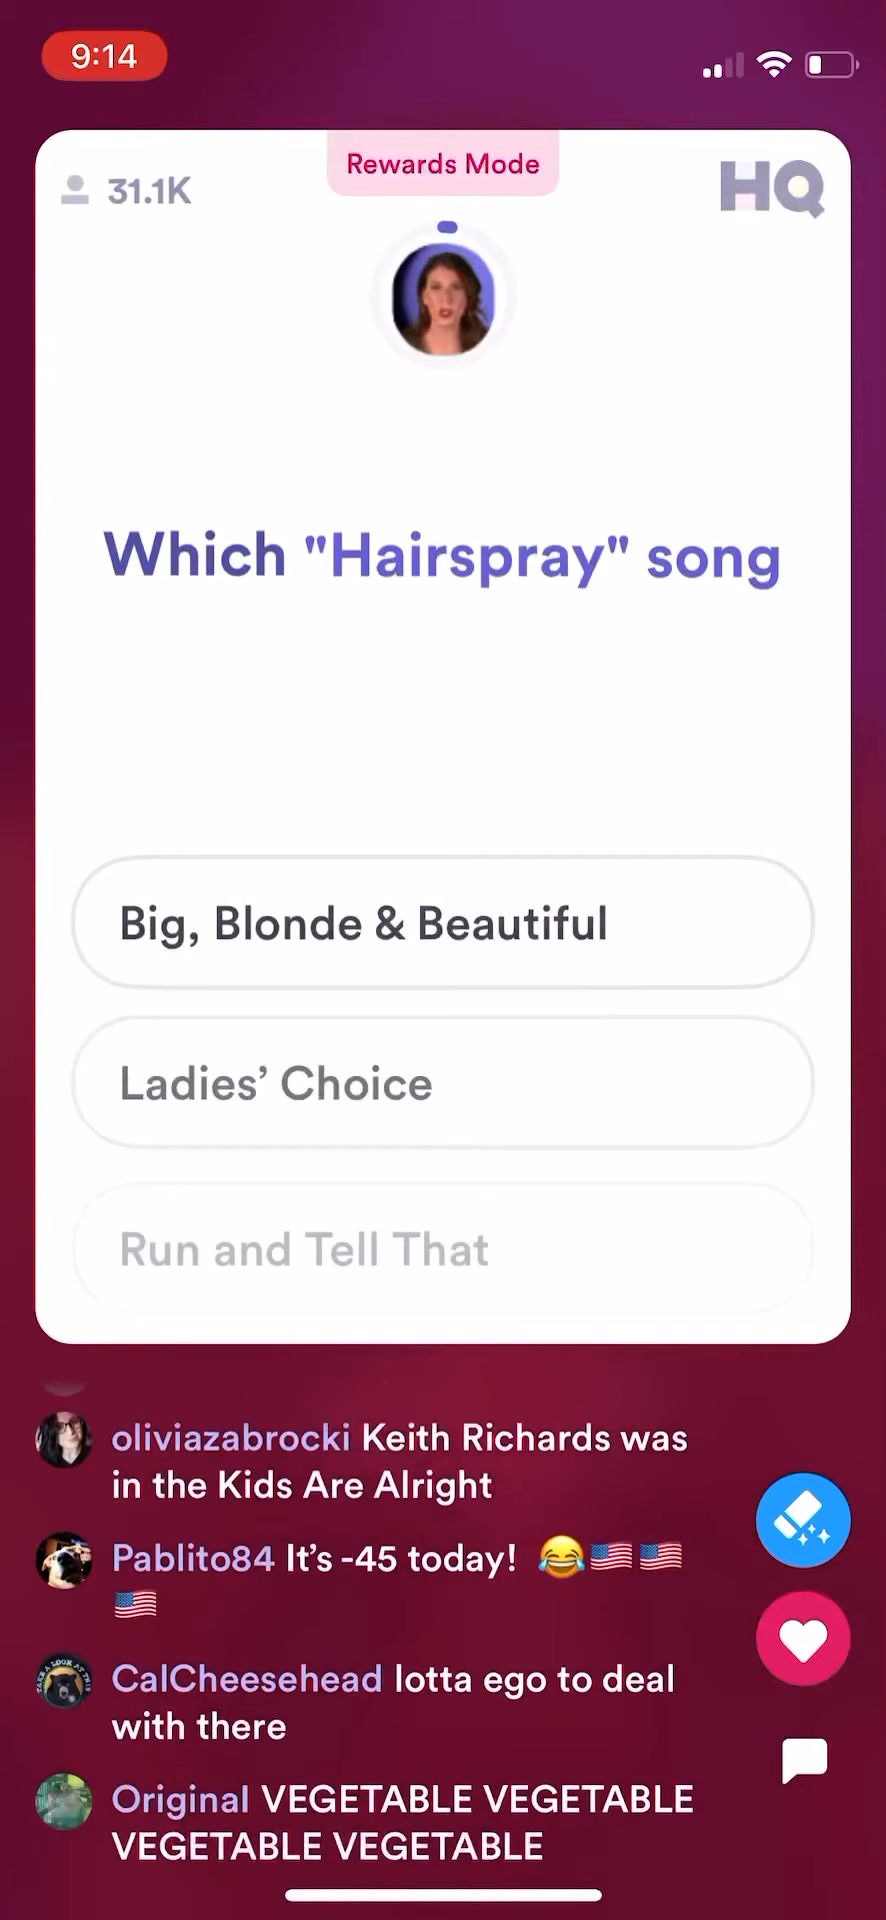 9:14
31.1K
Rewards Mode
HQ
Which "Hairspray" song
Big, Blonde & Beautiful
Ladies’ Choice
Run and Tell That
oliviazabrocki Keith Richards was
in the Kids Are Alright
Pablito84 It’s -45 today! 😂🇺🇸🇺🇸
🇺🇸
CalCheesehead lotta ego to deal
with there
Original VEGETABLE VEGETABLE
VEGETABLE VEGETABLE